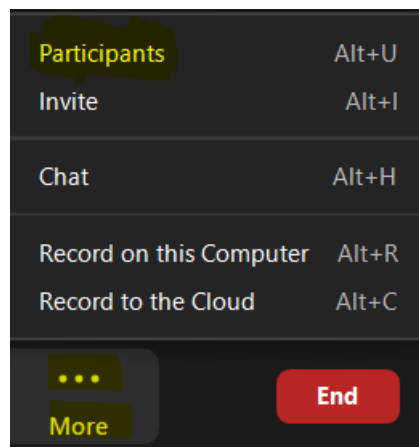 Participants Alt+U
Invite Alt+I
Chat Alt+H
Record on this Computer Alt+R
Record to the Cloud Alt+C
More
End